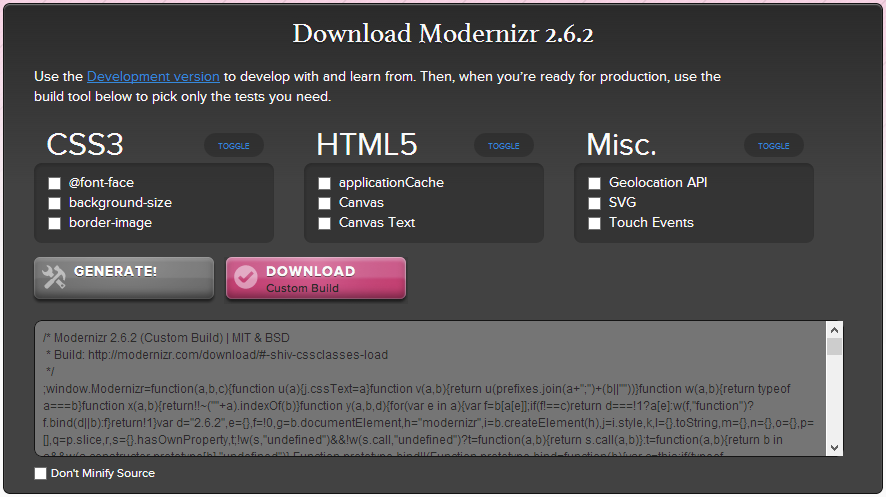 Download Modernizr 2.6.2
Use the Development version to develop with and learn from. Then, when you're ready for production, use the
build tool below to pick only the tests you need.
CSS3 TOGGLE HTML5 TOGGLE Misc. TOGGLE
@font-face applicationCache Geolocation API
background-size Canvas SVG
border-image Canvas Text Touch Events
GENERATE! DOWNLOAD
Custom Build
/* Modernizr 2.6.2 (Custom Build) | MIT & BSD
* Build: http://modernizr.com/download/#-shiv-cssclasses-load
*/
;window.Modernizr=function(a,b,c){function u(a){j.cssText=a}function v(a,b){return u(prefixes.join(a+";")+(b||""))}function w(a,b){return typeof
a===b}function x(a,b){return!!~(""+a).indexOf(b)}function y(a,b,d){for(var e in a){var f=b[a[e]];if(f!==c)return d===!1?a[e]:w(f,"function")?
f.bind(d||b):f}return!1}var d="2.6.2",e={},f=!0,g=b.documentElement,h="modernizr",i=b.createElement(h),j=i.style,k,l={}.toString,m={},n={},o={},p=
[],q=p.slice,r,s={}.hasOwnProperty,t;!w(s,"undefined")&&!w(s.call,"undefined")?t=function(a,b){return s.call(a,b)}:t=function(a,b){return b in
Don't Minify Source